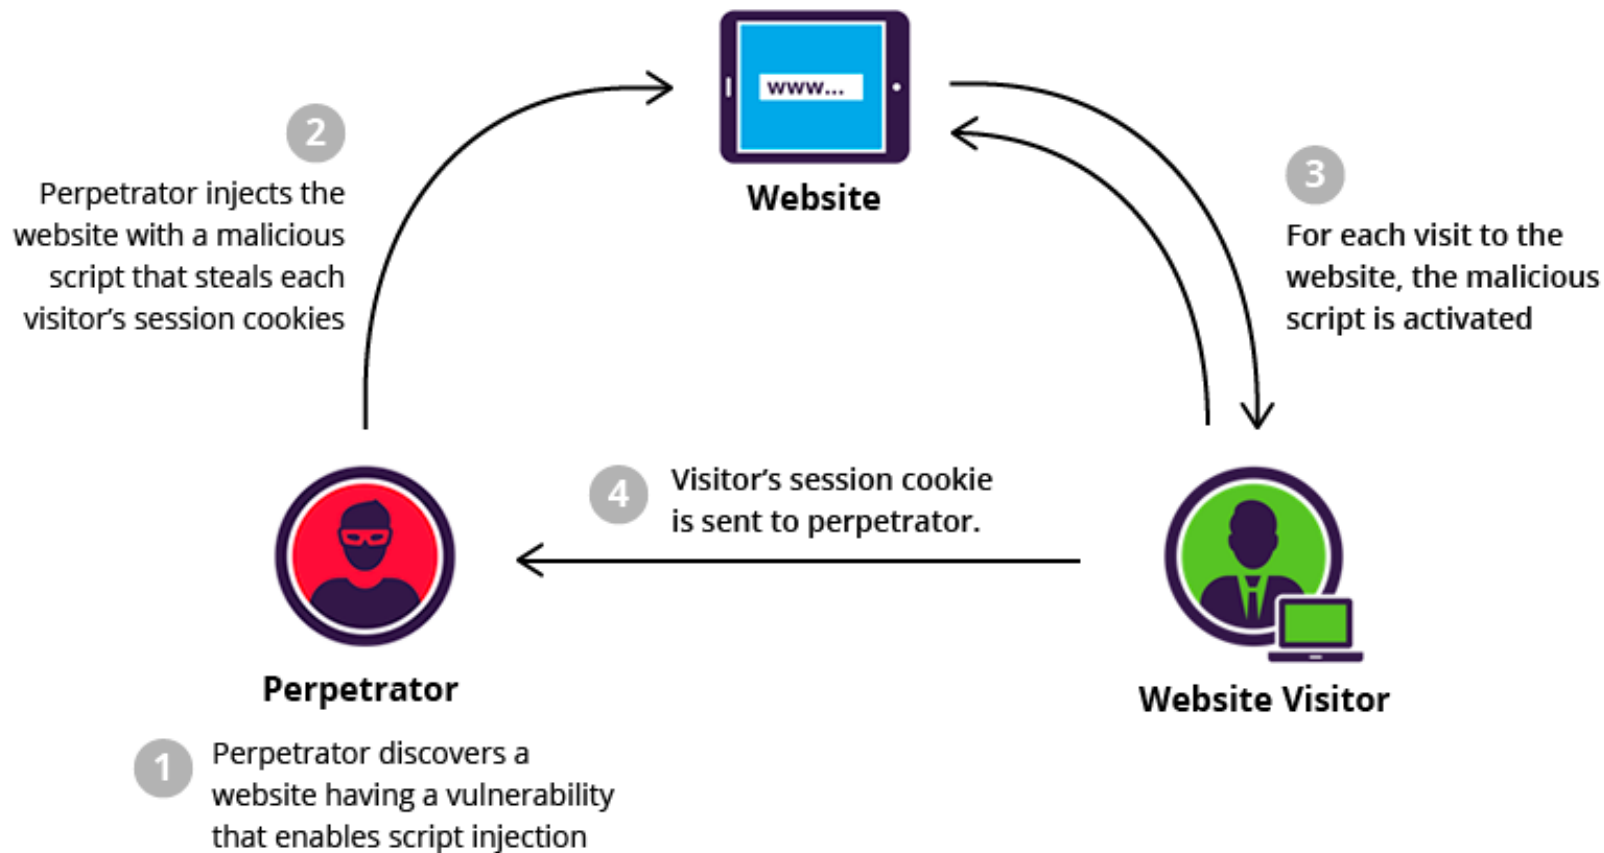 www...
Website
2
Perpetrator injects the
website with a malicious
script that steals each
visitor’s session cookies
3
For each visit to the
website, the malicious
script is activated
4
Visitor’s session cookie
is sent to perpetrator.
Perpetrator
Website Visitor
1
Perpetrator discovers a
website having a vulnerability
that enables script injection